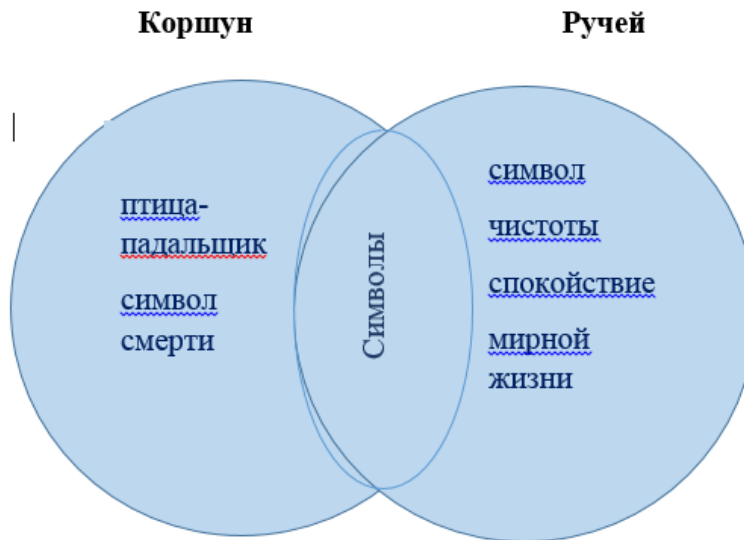 Коршун
Ручей
птица-
падальщик
символ
смерти
Символы
символ
чистоты
спокойствие
мирной
жизни